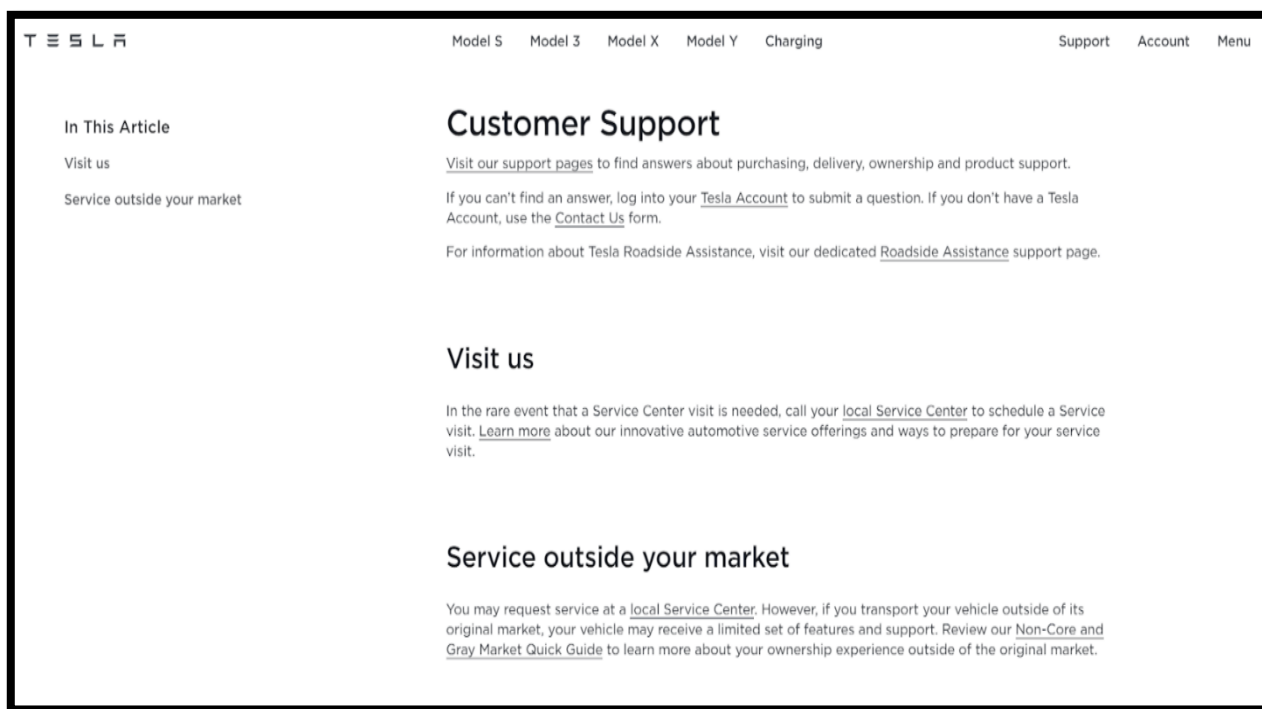 TESLA
Model S Model 3 Model X Model Y Charging
Support Account Menu
In This Article
Visit us
Service outside your market
Customer Support
Visit our support pages to find answers about purchasing, delivery, ownership and product support.
If you can't find an answer, log into your Tesla Account to submit a question. If you don't have a Tesla
Account, use the Contact Us form.
For information about Tesla Roadside Assistance, visit our dedicated Roadside Assistance support page.
Visit us
In the rare event that a Service Center visit is needed, call your local Service Center to schedule a Service
visit. Learn more about our innovative automotive service offerings and ways to prepare for your service
visit.
Service outside your market
You may request service at a local Service Center. However, if you transport your vehicle outside of its
original market, your vehicle may receive a limited set of features and support. Review our Non-Core and
Gray Market Quick Guide to learn more about your ownership experience outside of the original market.